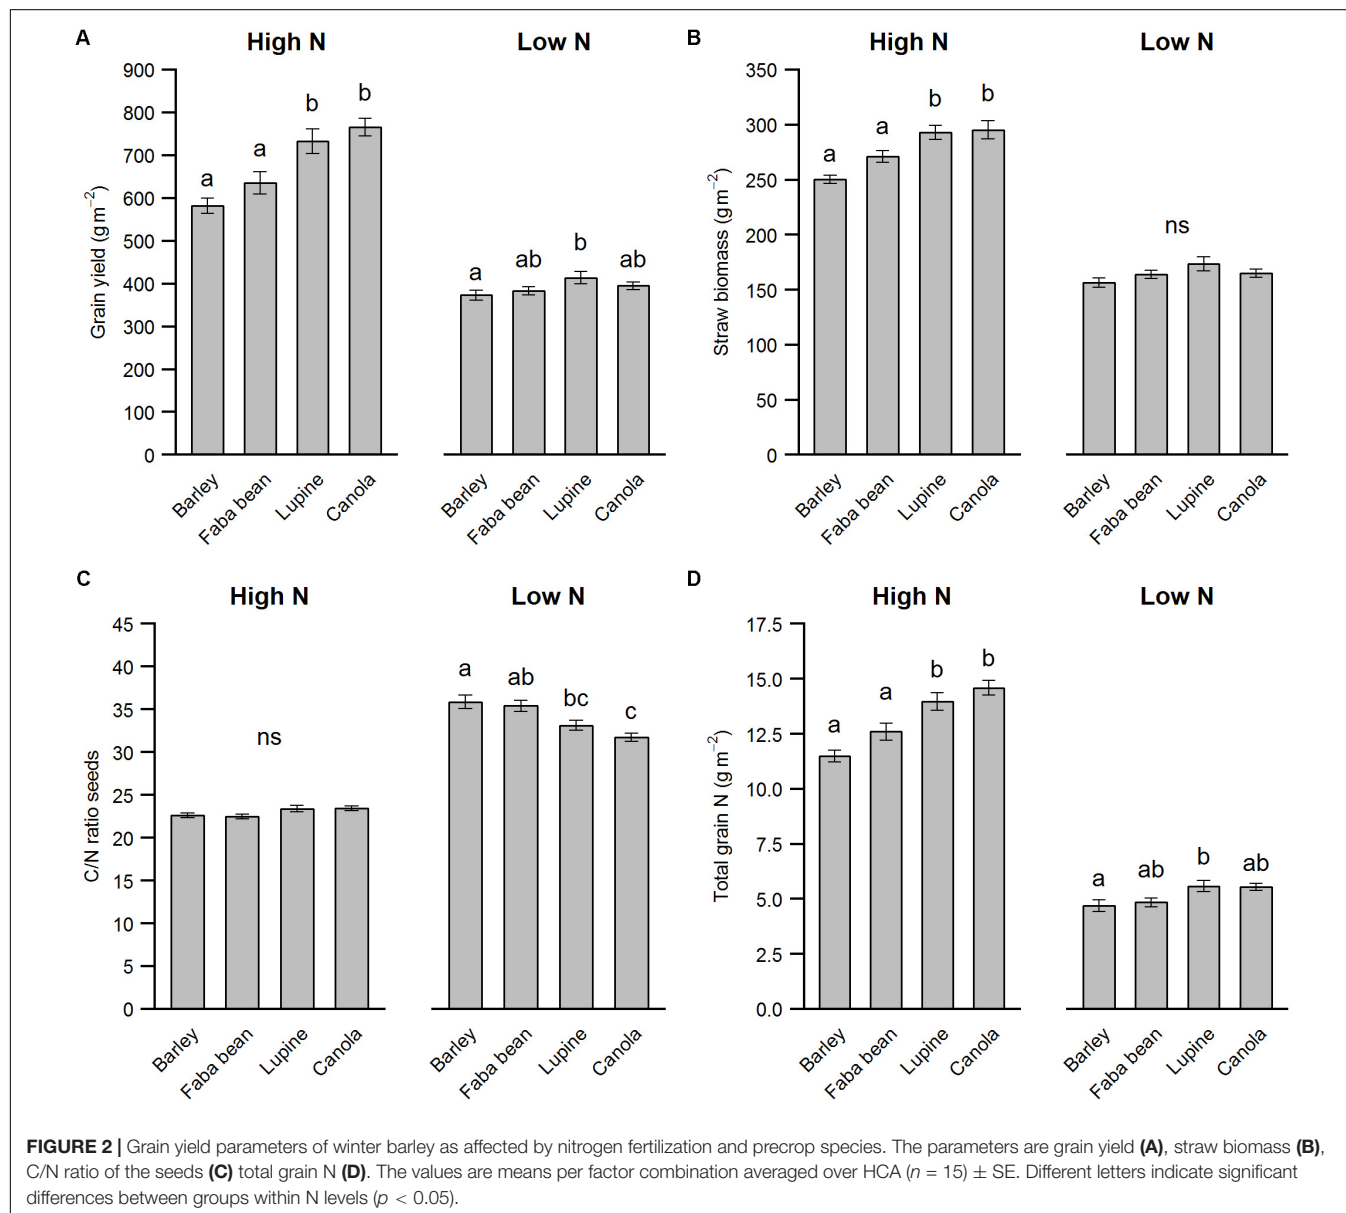 A
High N
Low N
Grain yield (g m−2)
900
800
700
600
500
400
300
200
100
0
a
a
b
b
a
ab
b
ab
Barley
Faba bean
Lupine
Canola
Barley
Faba bean
Lupine
Canola
B
High N
Low N
Straw biomass (g m−2)
350
300
250
200
150
100
50
0
a
a
b
b
ns
Barley
Faba bean
Lupine
Canola
Barley
Faba bean
Lupine
Canola
C
High N
Low N
C/N ratio seeds
45
40
35
30
25
20
15
10
5
0
ns
a
ab
bc
c
Barley
Faba bean
Lupine
Canola
Barley
Faba bean
Lupine
Canola
D
High N
Low N
Total grain N (g m−2)
17.5
15.0
12.5
10.0
7.5
5.0
2.5
0.0
a
a
b
b
a
ab
b
ab
Barley
Faba bean
Lupine
Canola
Barley
Faba bean
Lupine
Canola
FIGURE 2 | Grain yield parameters of winter barley as affected by nitrogen fertilization and precrop species. The parameters are grain yield (A), straw biomass (B),
C/N ratio of the seeds (C) total grain N (D). The values are means per factor combination averaged over HCA (n = 15) ± SE. Different letters indicate significant
differences between groups within N levels (p < 0.05).